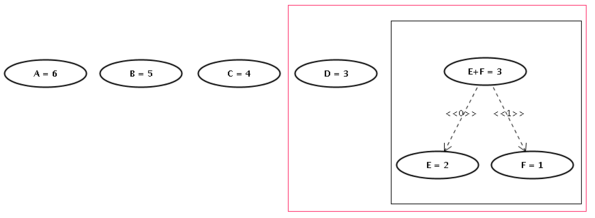 A = 6
B = 5
C = 4
D = 3
E+F = 3
<<0>>
<<1>>
E = 2
F = 1